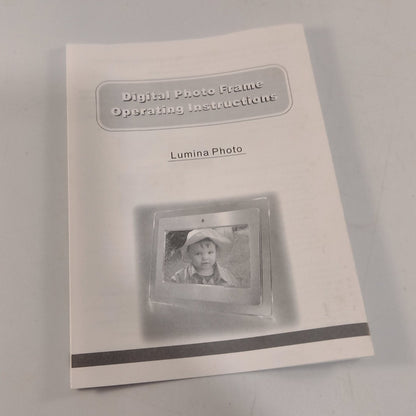 Digital Photo Frame
Operating Instructions
Lumina Photo